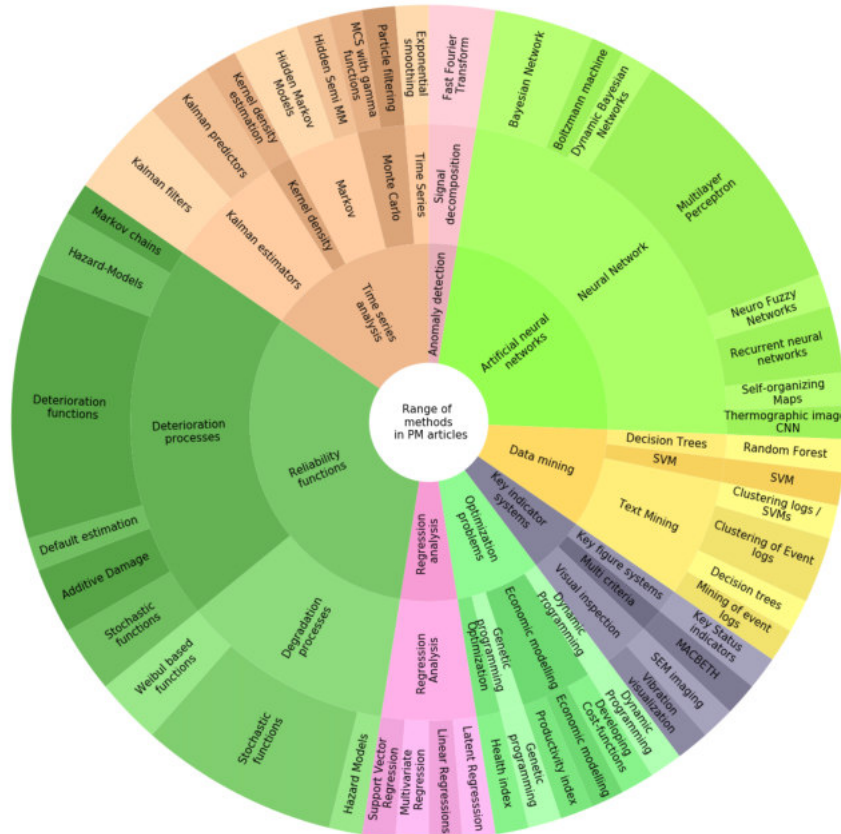 Range of
methods
in PM articles
Anomaly detection
Signal
decomposition
Fast Fourier
Transform
Artificial neural
networks
Neural Network
Bayesian Network
Boltzmann machine
Dynamic Bayesian
Networks
Multilayer
Perceptron
Neuro Fuzzy
Networks
Recurrent neural
networks
Self-organizing
Maps
Thermographic image
CNN
Data mining
Decision Trees
Random Forest
SVM
SVM
Text Mining
Clustering logs /
SVMs
Clustering of Event
logs
Decision trees
Mining of event
logs
Key indicator
systems
Key figure systems
Key Status
indicators
Multi criteria
MACBETH
Visual inspection
SEM imaging
Vibration
visualization
Optimization
problems
Dynamic
Programming
Dynamic
Programming
Economic modelling
Developing
Cost-functions
Economic modelling
Productivity index
Genetic
Programming
Genetic
programming
Optimization
Health index
Regression
analysis
Regression
Analysis
Latent Regresssion
Linear Regressions
Multivariate
Regression
Support Vector
Regression
Reliability
functions
Degradation
processes
Hazard Models
Stochastic
functions
Weibul based
functions
Deterioration
processes
Stochastic
functions
Additive Damage
Default estimation
Deterioration
functions
Hazard-Models
Markov chains
Time series
analysis
Kalman estimators
Kalman filters
Kalman predictors
Kernel density
Kernel density
estimation
Markov
Hidden Markov
Models
Hidden Semi MM
Monte Carlo
MCS with gamma
functions
Particle filtering
Time Series
Exponential
smoothing